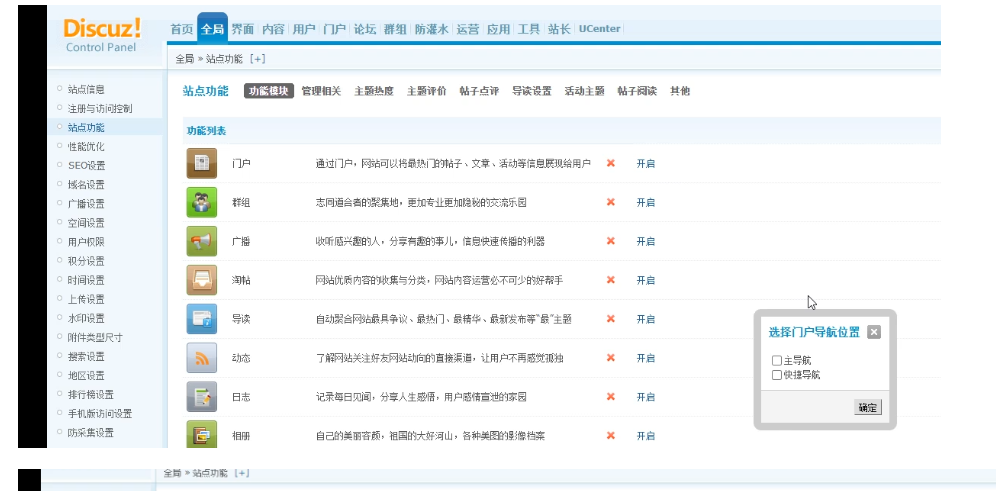 Discuz!
Control Panel
首页 全局 界面 内容 用户 门户 论坛 群组 防灌水 运营 应用 工具 站长 UCenter
全局 » 站点功能 [+]
站点信息
注册与访问控制
站点功能
性能优化
SEO设置
域名设置
广播设置
空间设置
用户权限
积分设置
时间设置
上传设置
水印设置
附件类型尺寸
搜索设置
地区设置
排行榜设置
手机版访问设置
防采集设置
站点功能 功能模块 管理相关 主题热度 主题评价 帖子点评 导读设置 活动主题 帖子阅读 其他
功能列表
门户 通过门户，网站可以将最热门的帖子、文章、活动等信息展现给用户 开启
群组 志同道合者的聚集地，更加专业更加隐秘的交流乐园 开启
广播 收听感兴趣的人，分享有趣的事儿，信息快速传播的利器 开启
淘帖 网站优质内容的收集与分类，网站内容运营必不可少的好帮手 开启
导读 自动聚合网站最具争议、最热门、最精华、最新发布等“最”主题 开启
动态 了解网站关注好友网站动向的直接渠道，让用户不再感觉孤独 开启
日志 记录每日见闻，分享人生感悟，用户感情宣泄的家园 开启
相册 自己的美丽容颜，祖国的大好河山，各种美图的影像档案 开启
选择门户导航位置
主导航
快捷导航
确定
全局 » 站点功能 [+]